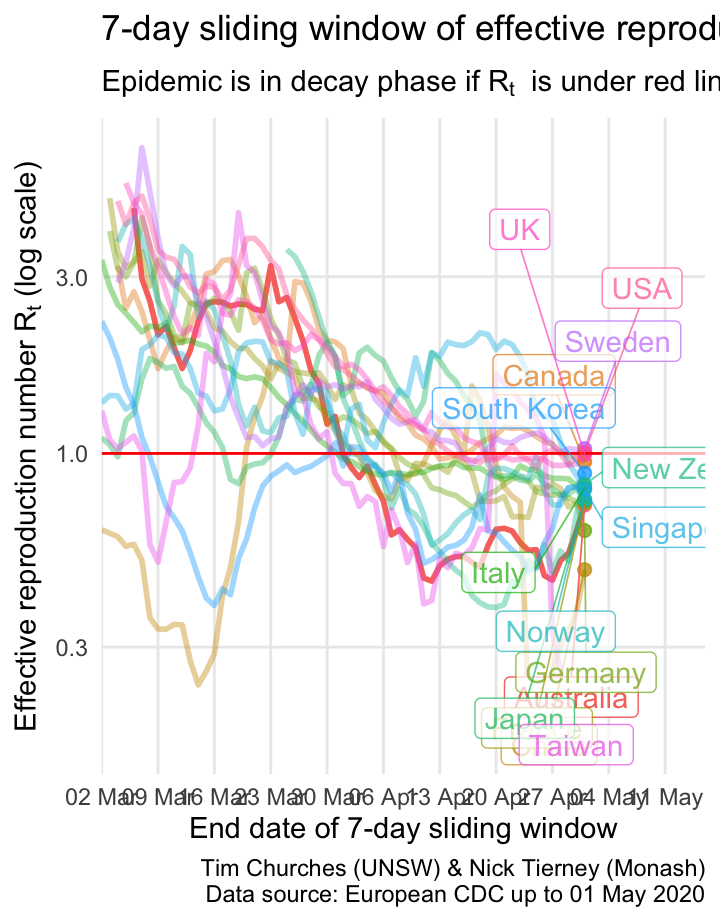 7-day sliding window of effective reprodu
Epidemic is in decay phase if Rt is under red lin
Effective reproduction number Rt (log scale)
3.0
1.0
0.3
UK
USA
Sweden
Canada
South Korea
New Ze
Singap
Italy
Norway
Germany
Australia
Japan
Taiwan
02 Mar 09 Mar 16 Mar 23 Mar 30 Mar 06 Apr 13 Apr 20 Apr 27 Apr 04 May 11 May
End date of 7-day sliding window
Tim Churches (UNSW) & Nick Tierney (Monash)
Data source: European CDC up to 01 May 2020